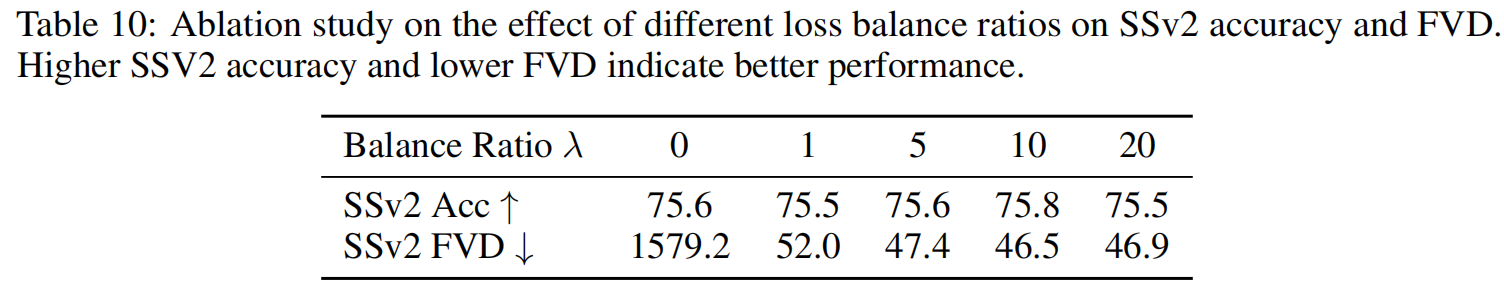 Table 10: Ablation study on the effect of different loss balance ratios on SSv2 accuracy and FVD.
Higher SSV2 accuracy and lower FVD indicate better performance.
Balance Ratio λ 0 1 5 10 20
SSv2 Acc ↑ 75.6 75.5 75.6 75.8 75.5
SSv2 FVD ↓ 1579.2 52.0 47.4 46.5 46.9